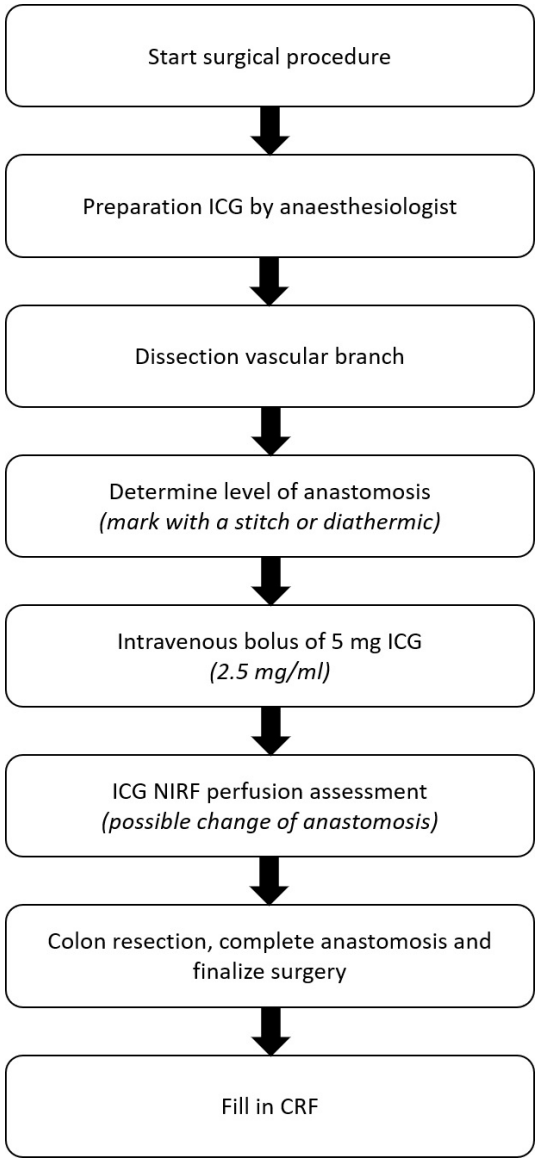 Start surgical procedure
Preparation ICG by anaesthesiologist
Dissection vascular branch
Determine level of anastomosis
(mark with a stitch or diathermic)
Intravenous bolus of 5 mg ICG
(2.5 mg/ml)
ICG NIRF perfusion assessment
(possible change of anastomosis)
Colon resection, complete anastomosis and
finalize surgery
Fill in CRF